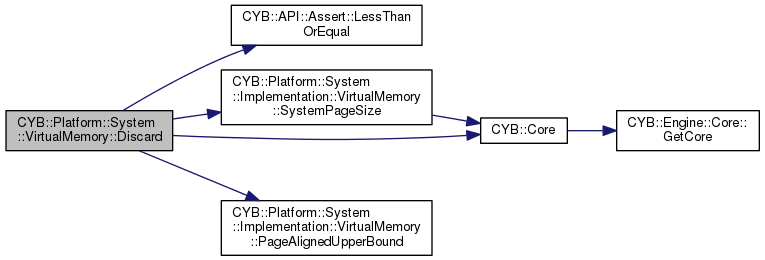 CYB::API::Assert::LessThan
OrEqual
CYB::Platform::System
::Implementation::VirtualMemory
::SystemPageSize
CYB::Platform::System
::VirtualMemory::Discard
CYB::Core
CYB::Engine::Core::
GetCore
CYB::Platform::System
::Implementation::VirtualMemory
::PageAlignedUpperBound